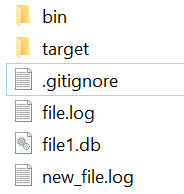 bin
target
.gitignore
file.log
file1.db
new_file.log